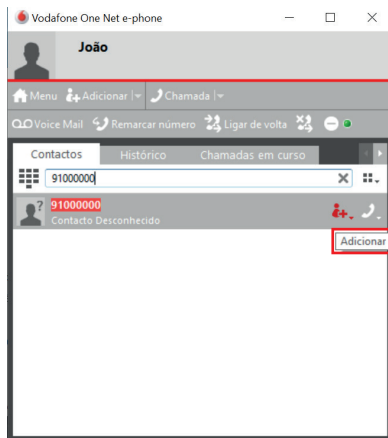 Vodafone One Net e-phone
João
Menu Adicionar Chamada
Voice Mail Remarcar número Ligar de volta
Contactos Histórico Chamadas em curso
91000000
91000000
Contacto Desconhecido
Adicionar